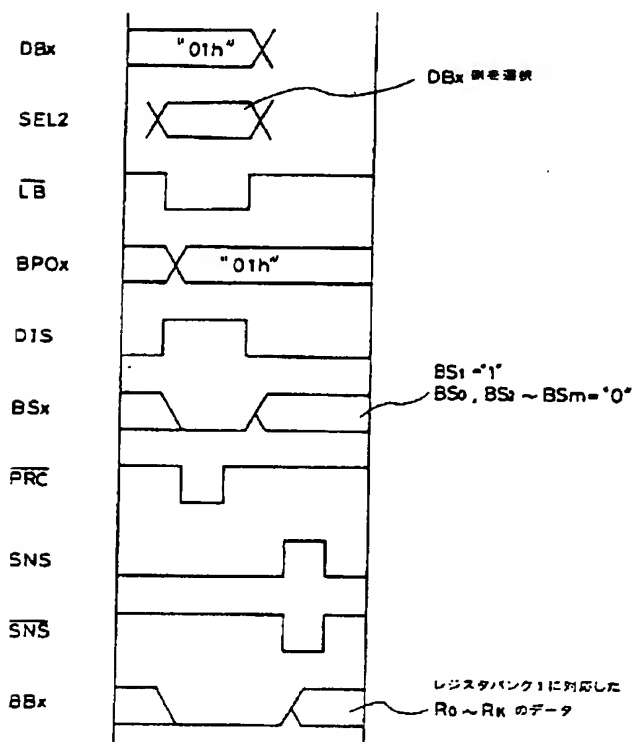 DBx
"01h"
DBx 側を選択
SEL2
LB
BPOx
"01h"
DIS
BS1="1"
BS0, BS2~BSm="0"
BSx
PRC
SNS
SNS
レジスタバンク1に対応した
R0~RKのデータ
BBx